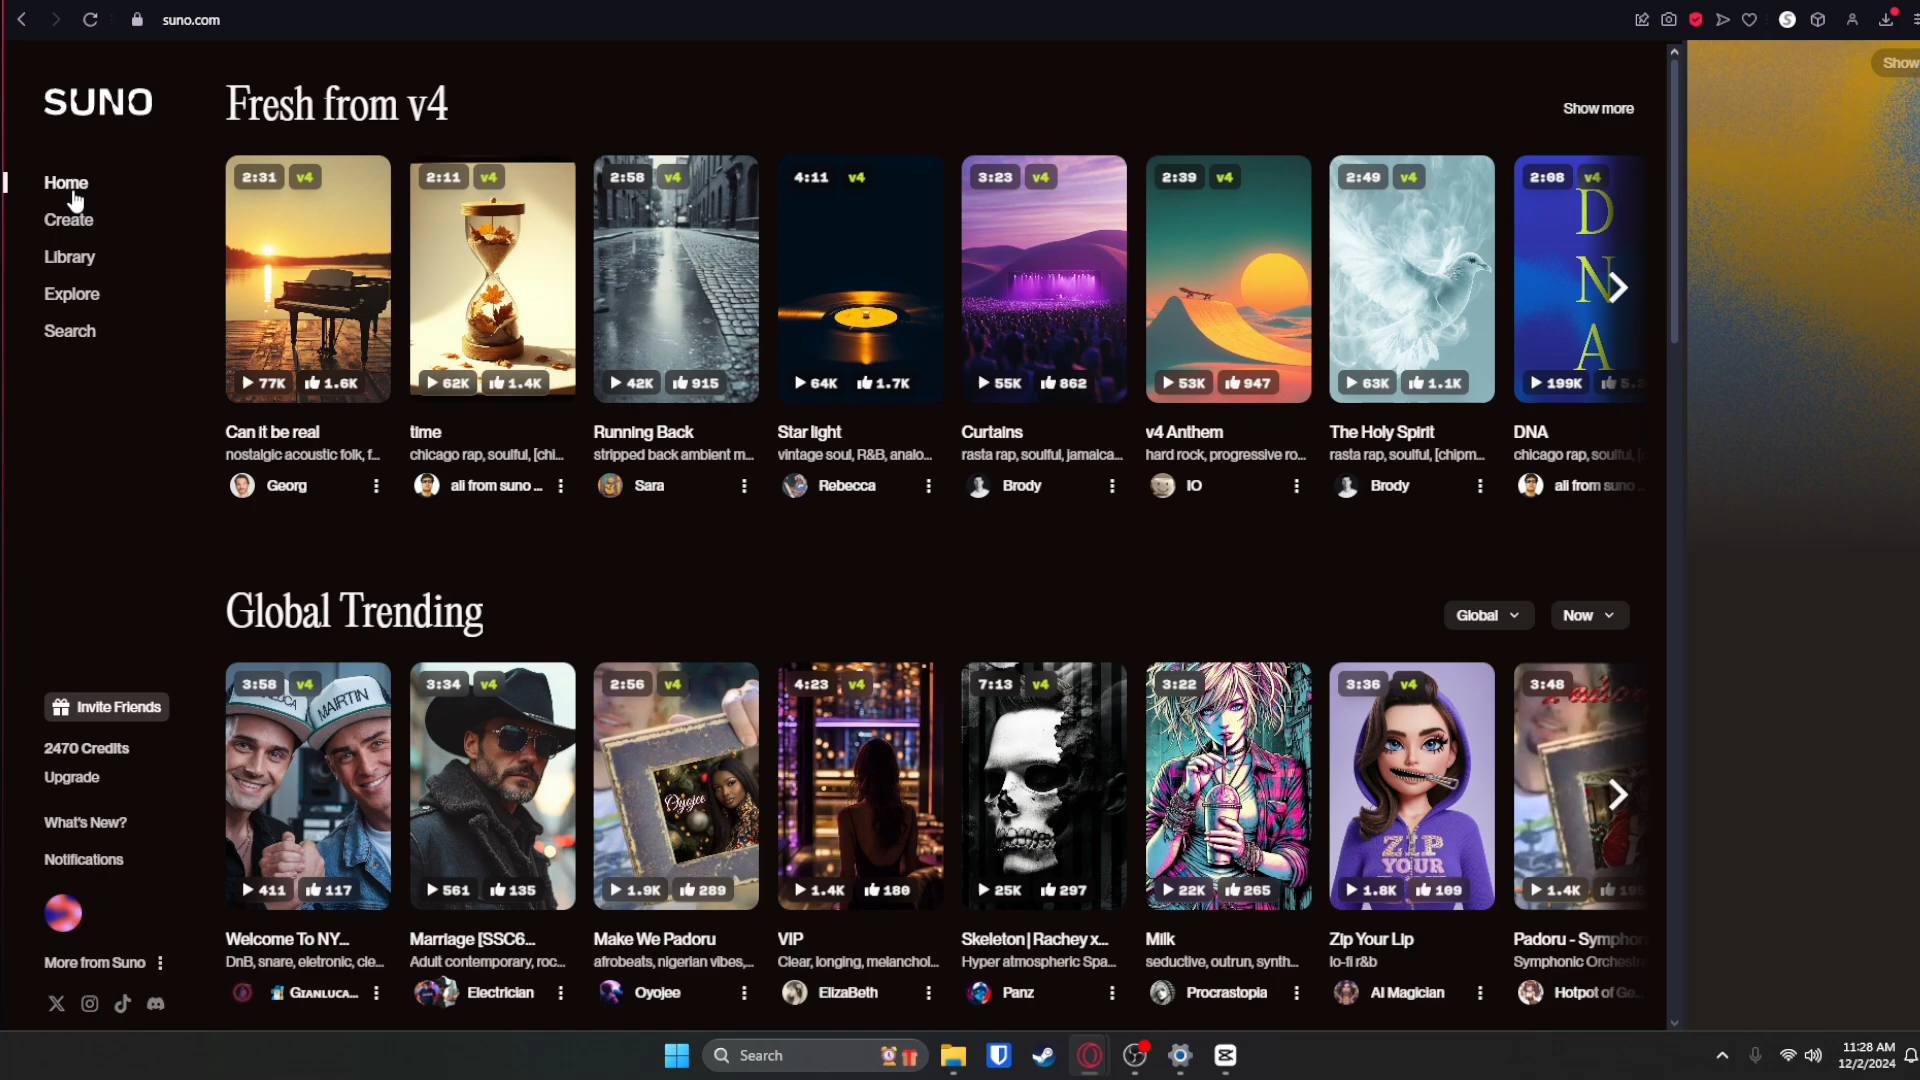 suno.com
Show
SUNO
Home
Create
Library
Explore
Search
Fresh from v4
Show more
2:31 v4
2:11 v4
2:58 v4
4:11 v4
3:23 v4
2:39 v4
2:49 v4
2:08 v4
D
N
A
77K 1.6K
62K 1.4K
42K 915
64K 1.7K
55K 862
53K 947
63K 1.1K
199K
Can it be real
nostalgic acoustic folk, f...
Georg
time
chicago rap, soulful, [chi...
ali from suno ...
Running Back
stripped back ambient m...
Sara
Star light
vintage soul, R&B, analo...
Rebecca
Curtains
rasta rap, soulful, jamaica...
Brody
v4 Anthem
hard rock, progressive ro...
IO
The Holy Spirit
rasta rap, soulful, [chipm...
Brody
DNA
chicago rap, soulful, [
ali from suno ...
Global Trending
Global
Now
3:58 v4
3:34 v4
2:56 v4
4:23 v4
7:13 v4
3:22
3:36 v4
3:48
MAIRTIN
Oyojee
ZIP
YOUR
411 117
561 135
1.9K 289
1.4K 180
25K 297
22K 265
1.8K 109
1.4K
Welcome To NY...
DnB, snare, eletronic, cle...
GIANLUCA...
Marriage [SSC6...
Adult contemporary, roc...
Electrician
Make We Padoru
afrobeats, nigerian vibes,...
Oyojee
VIP
Clear, longing, melanchol...
ElizaBeth
Skeleton | Rachey x...
Hyper atmospheric Spa...
Panz
Milk
seductive, outrun, synth...
Procrastopia
Zip Your Lip
lo-fi r&b
AI Magician
Padoru - Symphon
Symphonic Orchestr
Hotpot of Ge...
Invite Friends
2470 Credits
Upgrade
What's New?
Notifications
More from Suno
Search
11:28 AM
12/2/2024